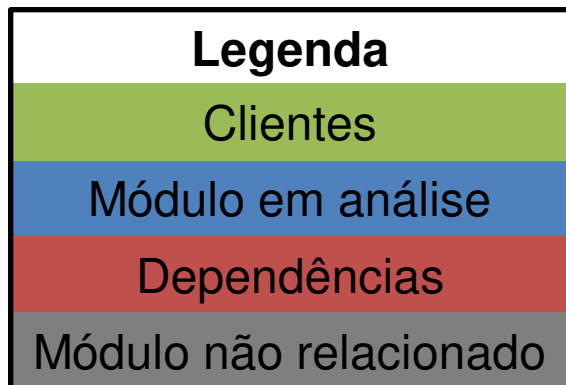 Legenda
Clientes
Módulo em análise
Dependências
Módulo não relacionado